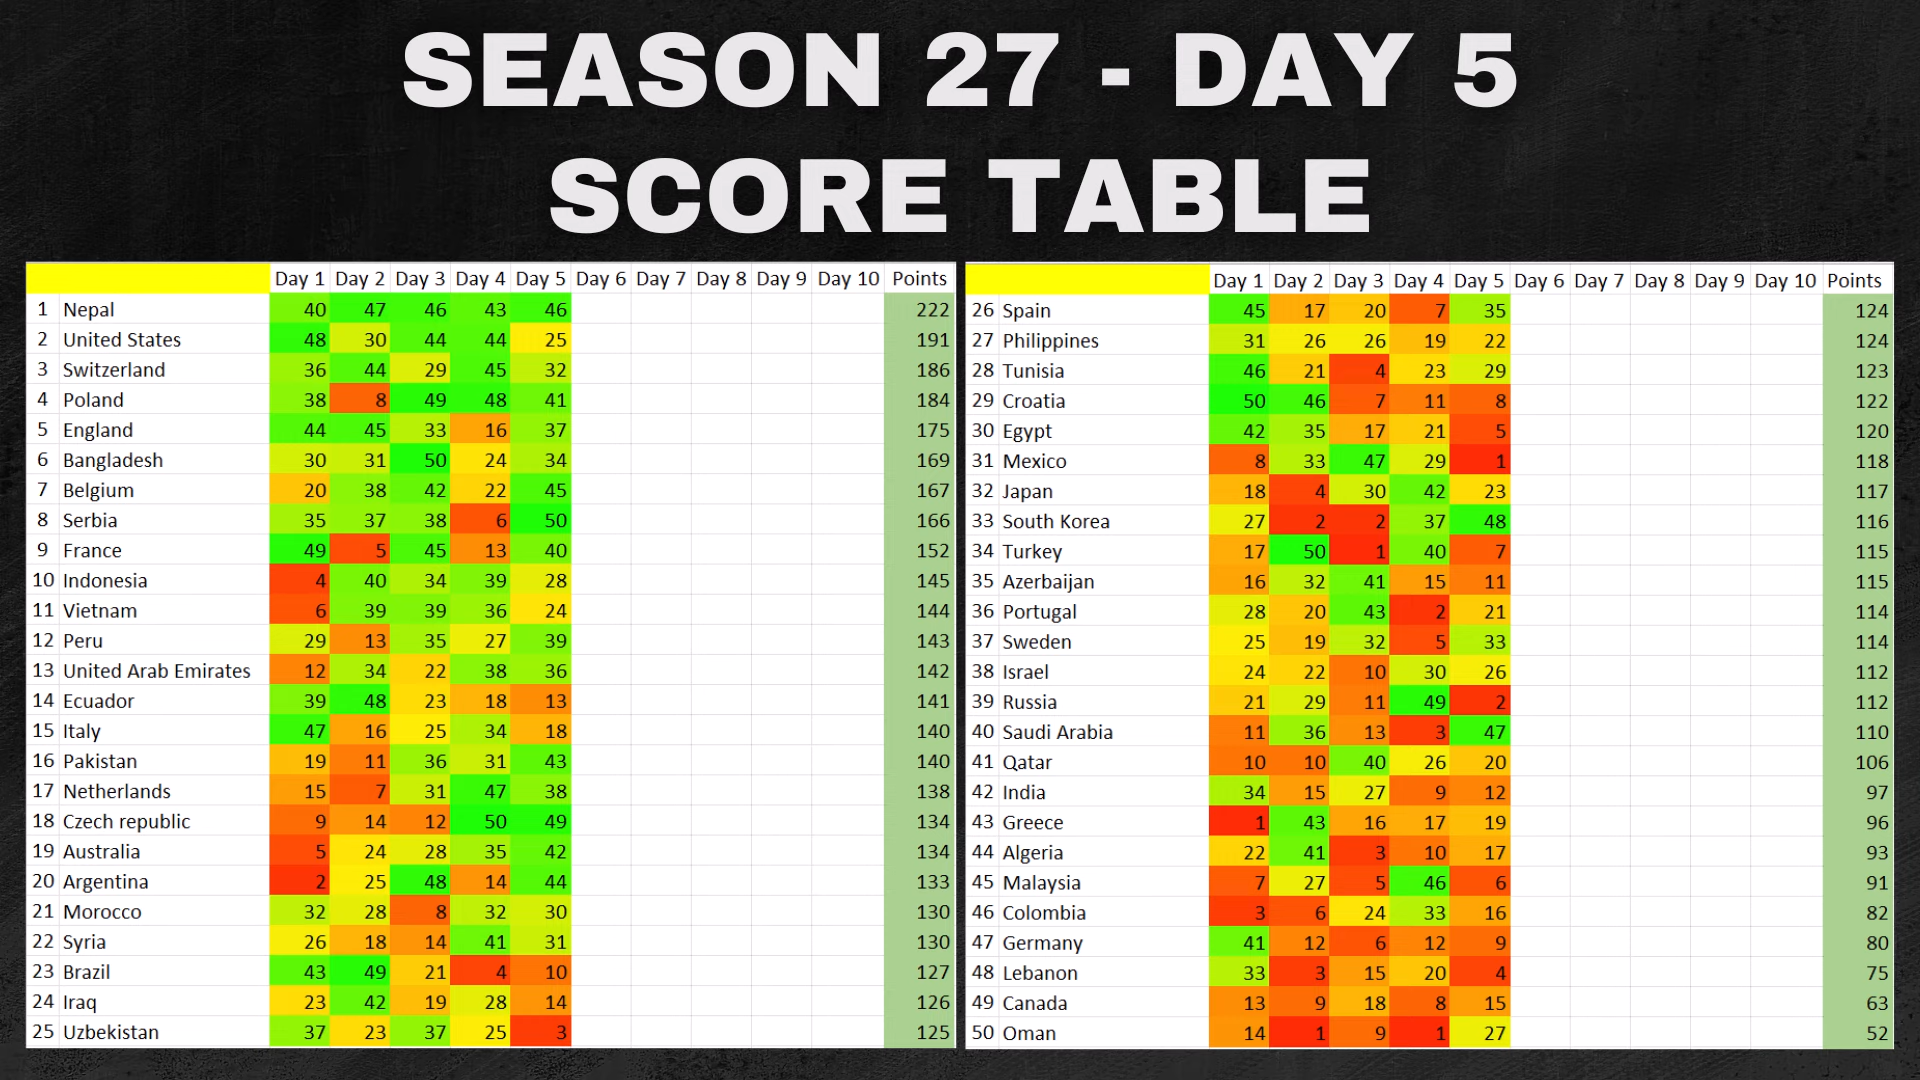 SEASON 27 - DAY 5
SCORE TABLE
Day 1 Day 2 Day 3 Day 4 Day 5 Day 6 Day 7 Day 8 Day 9 Day 10 Points
1 Nepal 40 47 46 43 46 222
2 United States 48 30 44 44 25 191
3 Switzerland 36 44 29 45 32 186
4 Poland 38 8 49 48 41 184
5 England 44 45 33 16 37 175
6 Bangladesh 30 31 50 24 34 169
7 Belgium 20 38 42 22 45 167
8 Serbia 35 37 38 6 50 166
9 France 49 5 45 13 40 152
10 Indonesia 4 40 34 39 28 145
11 Vietnam 6 39 39 36 24 144
12 Peru 29 13 35 27 39 143
13 United Arab Emirates 12 34 22 38 36 142
14 Ecuador 39 48 23 18 13 141
15 Italy 47 16 25 34 18 140
16 Pakistan 19 11 36 31 43 140
17 Netherlands 15 7 31 47 38 138
18 Czech republic 9 14 12 50 49 134
19 Australia 5 24 28 35 42 134
20 Argentina 2 25 48 14 44 133
21 Morocco 32 28 8 32 30 130
22 Syria 26 18 14 41 31 130
23 Brazil 43 49 21 4 10 127
24 Iraq 23 42 19 28 14 126
25 Uzbekistan 37 23 37 25 3 125
Day 1 Day 2 Day 3 Day 4 Day 5 Day 6 Day 7 Day 8 Day 9 Day 10 Points
26 Spain 45 17 20 7 35 124
27 Philippines 31 26 26 19 22 124
28 Tunisia 46 21 4 23 29 123
29 Croatia 50 46 7 11 8 122
30 Egypt 42 35 17 21 5 120
31 Mexico 8 33 47 29 1 118
32 Japan 18 4 30 42 23 117
33 South Korea 27 2 2 37 48 116
34 Turkey 17 50 1 40 7 115
35 Azerbaijan 16 32 41 15 11 115
36 Portugal 28 20 43 2 21 114
37 Sweden 25 19 32 5 33 114
38 Israel 24 22 10 30 26 112
39 Russia 21 29 11 49 2 112
40 Saudi Arabia 11 36 13 3 47 110
41 Qatar 10 10 40 26 20 106
42 India 34 15 27 9 12 97
43 Greece 1 43 16 17 19 96
44 Algeria 22 41 3 10 17 93
45 Malaysia 7 27 5 46 6 91
46 Colombia 3 6 24 33 16 82
47 Germany 41 12 6 12 9 80
48 Lebanon 33 3 15 20 4 75
49 Canada 13 9 18 8 15 63
50 Oman 14 1 9 1 27 52